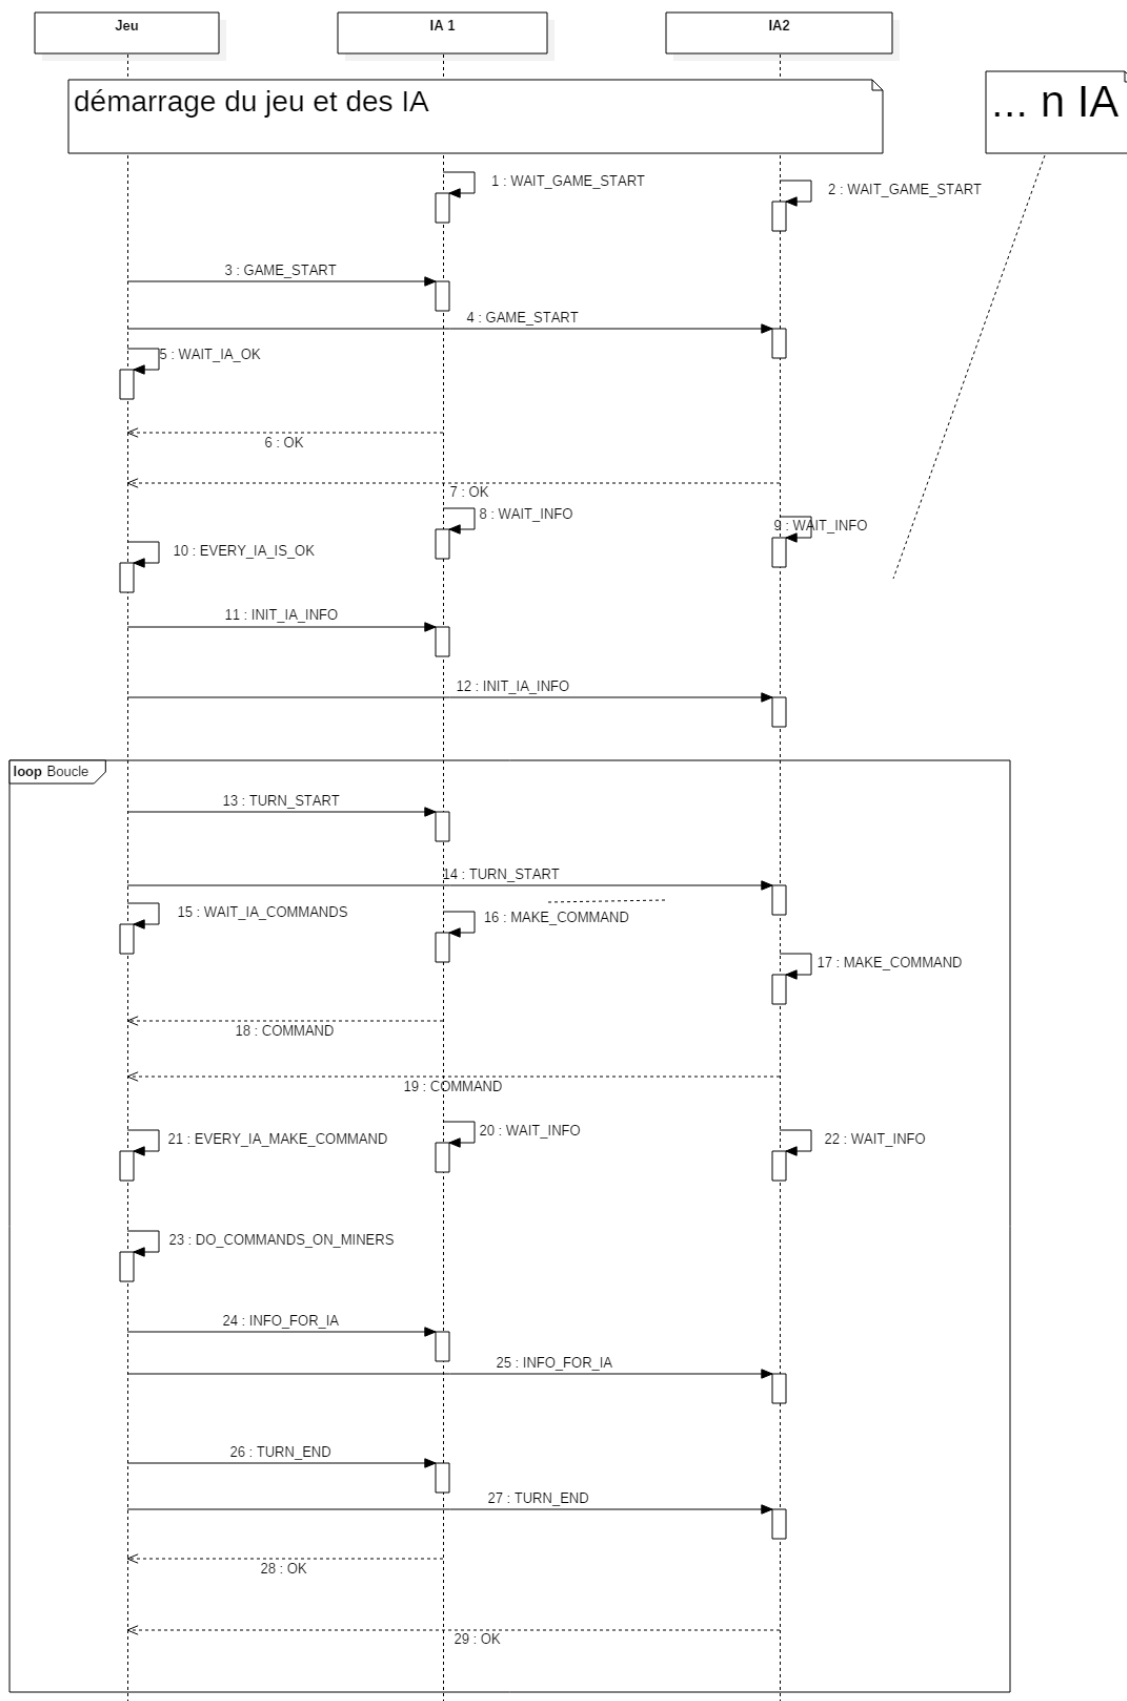 Jeu
IA 1
IA2
démarrage du jeu et des IA
... n IA
1 : WAIT_GAME_START
2 : WAIT_GAME_START
3 : GAME_START
4 : GAME_START
5 : WAIT_IA_OK
6 : OK
7 : OK
8 : WAIT_INFO
9 : WAIT_INFO
10 : EVERY_IA_IS_OK
11 : INIT_IA_INFO
12 : INIT_IA_INFO
loop Boucle
13 : TURN_START
14 : TURN_START
15 : WAIT_IA_COMMANDS
16 : MAKE_COMMAND
17 : MAKE_COMMAND
18 : COMMAND
19 : COMMAND
20 : WAIT_INFO
21 : EVERY_IA_MAKE_COMMAND
22 : WAIT_INFO
23 : DO_COMMANDS_ON_MINERS
24 : INFO_FOR_IA
25 : INFO_FOR_IA
26 : TURN_END
27 : TURN_END
28 : OK
29 : OK